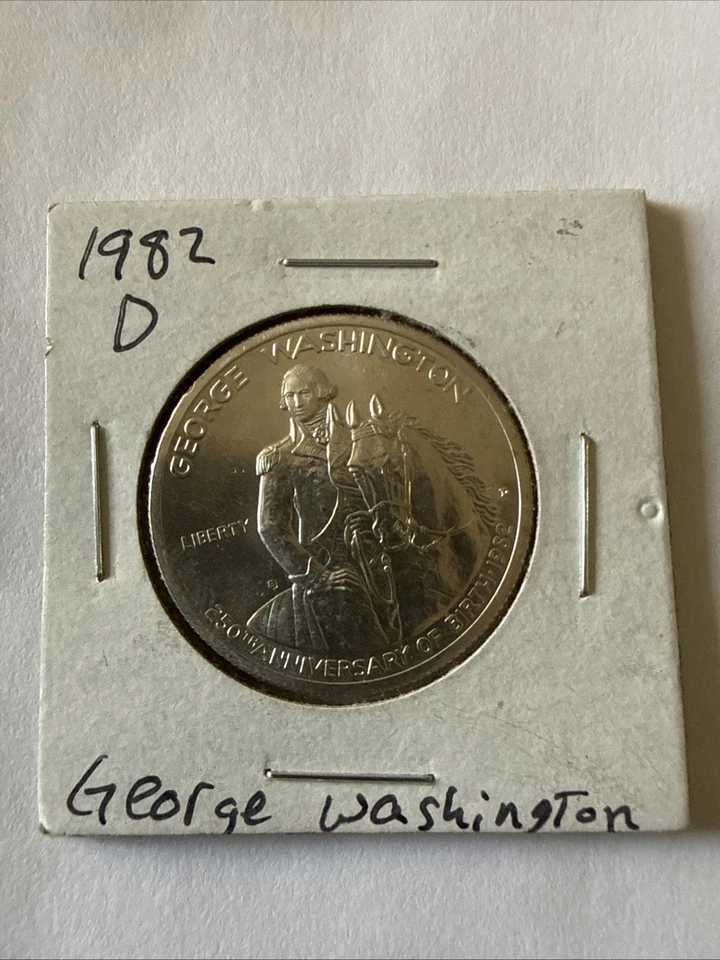 1982
D
GEORGE WASHINGTON
LIBERTY
250TH ANNIVERSARY OF BIRTH 1982
George Washington